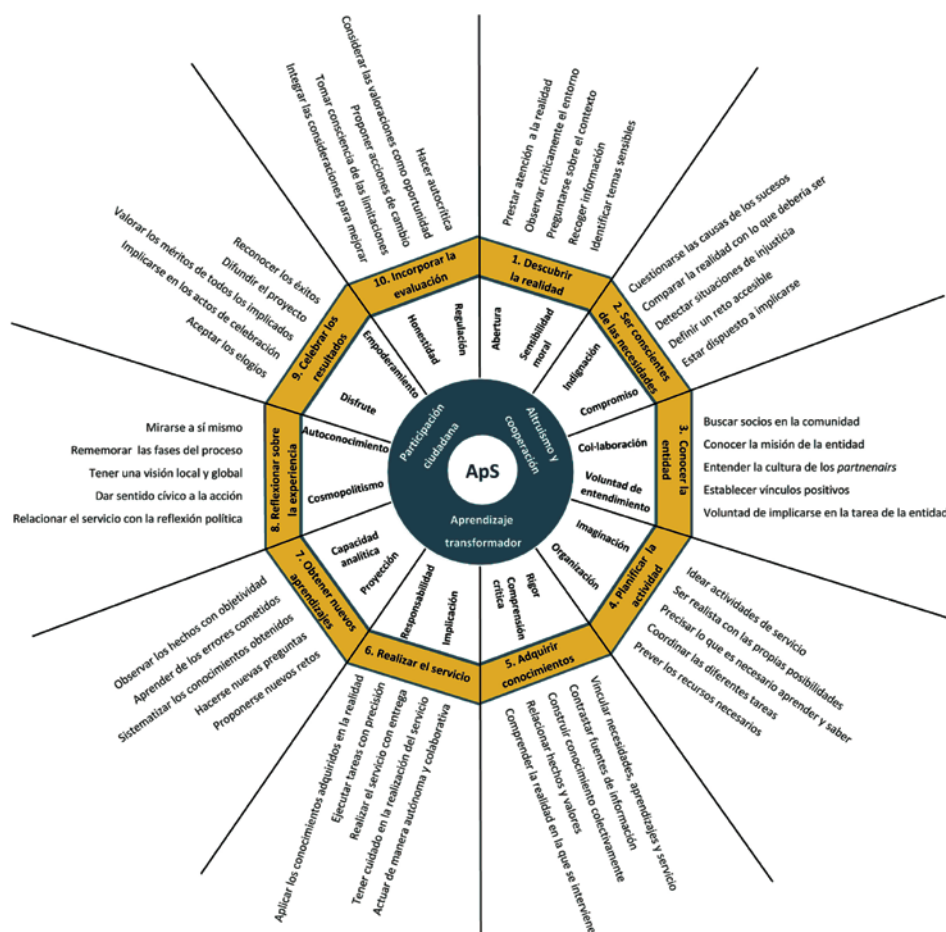 ApS
Altruismo y
cooperación
Aprendizaje
transformador
Participación
ciudadana
1. Descubrir
la realidad
Abertura
Sensibilidad
moral
Prestar atención a la realidad
Observar críticamente el entorno
Preguntarse sobre el contexto
Recoger información
Identificar temas sensibles
2. Ser conscientes
de las necesidades
Indignación
Compromiso
Cuestionarse las causas de los sucesos
Comparar la realidad con lo que debería ser
Detectar situaciones de injusticia
Definir un reto accesible
Estar dispuesto a implicarse
3. Conocer la
entidad
Col·laboración
Voluntad de
entendimiento
Buscar socios en la comunidad
Conocer la misión de la entidad
Entender la cultura de los partnenairs
Establecer vínculos positivos
Voluntad de implicarse en la tarea de la entidad
4. Planificar la
actividad
Imaginación
Organización
Idear actividades de servicio
Ser realista con las propias posibilidades
Precisar lo que es necesario aprender y saber
Coordinar las diferentes tareas
Prever los recursos necesarios
5. Adquirir
conocimientos
Rigor
Comprensión
crítica
Vincular necesidades, aprendizajes y servicio
Contrastar fuentes de información
Construir conocimiento colectivamente
Relacionar hechos y valores
Comprender la realidad en la que se interviene
6. Realizar el servicio
Implicación
Responsabilidad
Aplicar los conocimientos adquiridos en la realidad
Ejecutar tareas con precisión
Realizar el servicio con entrega
Tener cuidado en la realización del servicio
Actuar de manera autónoma y colaborativa
7. Obtener nuevos
aprendizajes
Capacidad
analítica
Proyección
Observar los hechos con objetividad
Aprender de los errores cometidos
Sistematizar los conocimiento obtenidos
Hacerse nuevas preguntas
Proponerse nuevos retos
8. Reflexionar sobre
la experiencia
Autoconocimiento
Cosmopolitismo
Mirarse a sí mismo
Rememorar las fases del proceso
Tener una visión local y global
Dar sentido cívico a la acción
Relacionar el servicio con la reflexión política
9. Celebrar los
resultados
Empoderamiento
Disfrute
Reconocer los éxitos
Difundir el proyecto
Valorar los méritos de todos los implicados
Implicarse en los actos de celebración
Aceptar los elogios
10. Incorporar la
evaluación
Honestidad
Regulación
Hacer autocrítica
Considerar las valoraciones como oportunidad
Proponer acciones de cambio
Tomar consciencia de las limitaciones
Integrar las consideraciones para mejorar